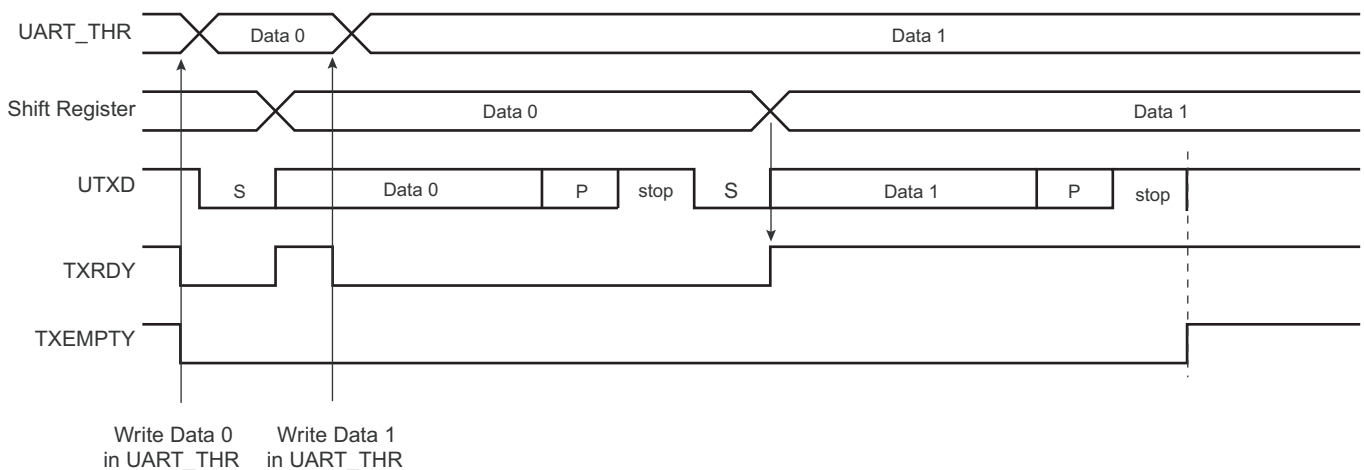 UART_THR
Data 0
Data 1
Shift Register
Data 0
Data 1
UTXD
S
Data 0
P
stop
S
Data 1
P
stop
TXRDY
TXEMPTY
Write Data 0
in UART_THR
Write Data 1
in UART_THR